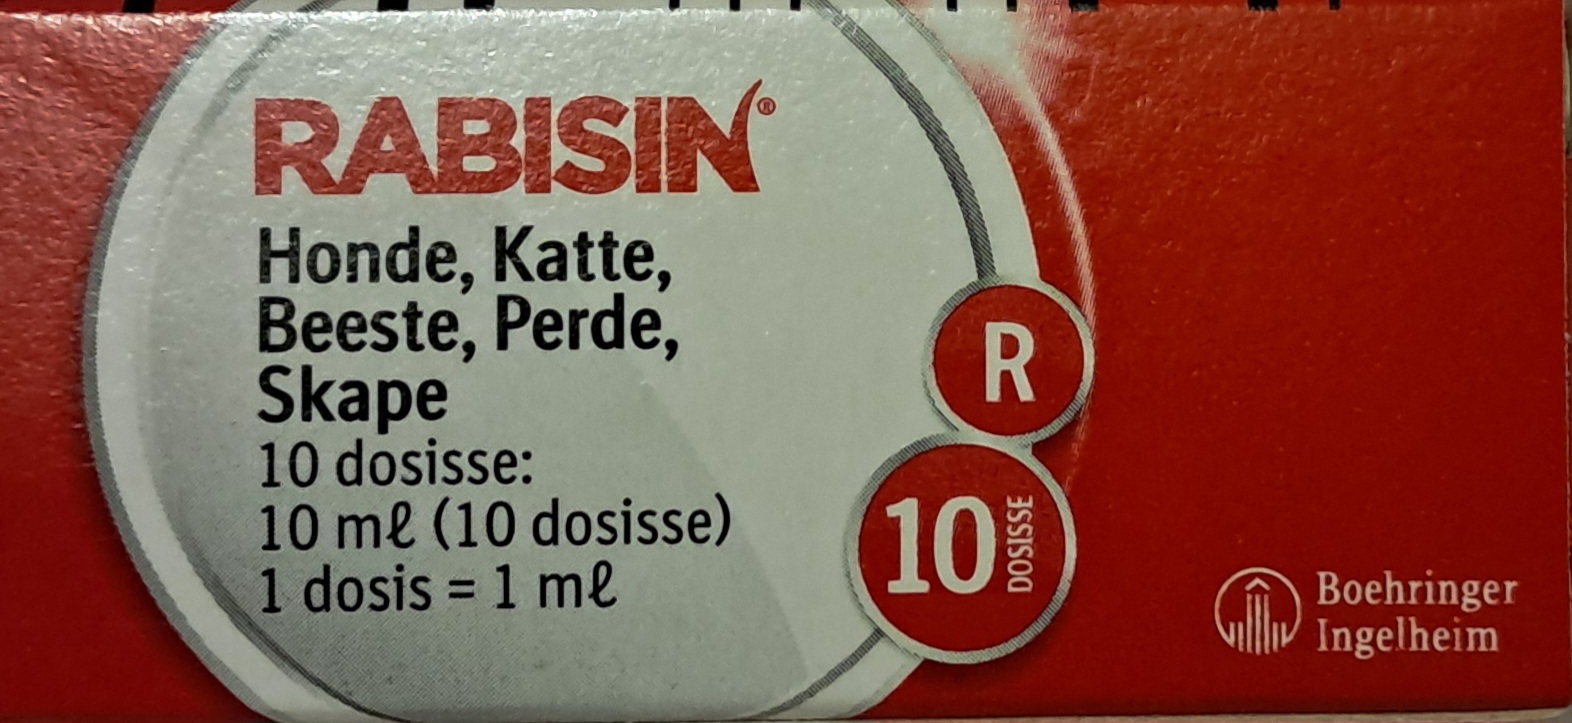 RABISIN®
Honde, Katte,
Beeste, Perde,
Skape
10 dosisse:
10 mℓ (10 dosisse)
1 dosis = 1 mℓ
R
10 DOSISSE
Boehringer
Ingelheim